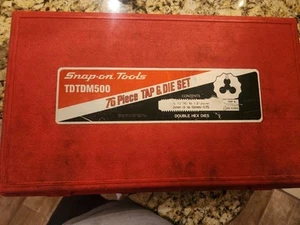 Snap-on Tools
TDTDM500
76 Piece TAP & DIE SET
CONTENTS
DOUBLE HEX DIES